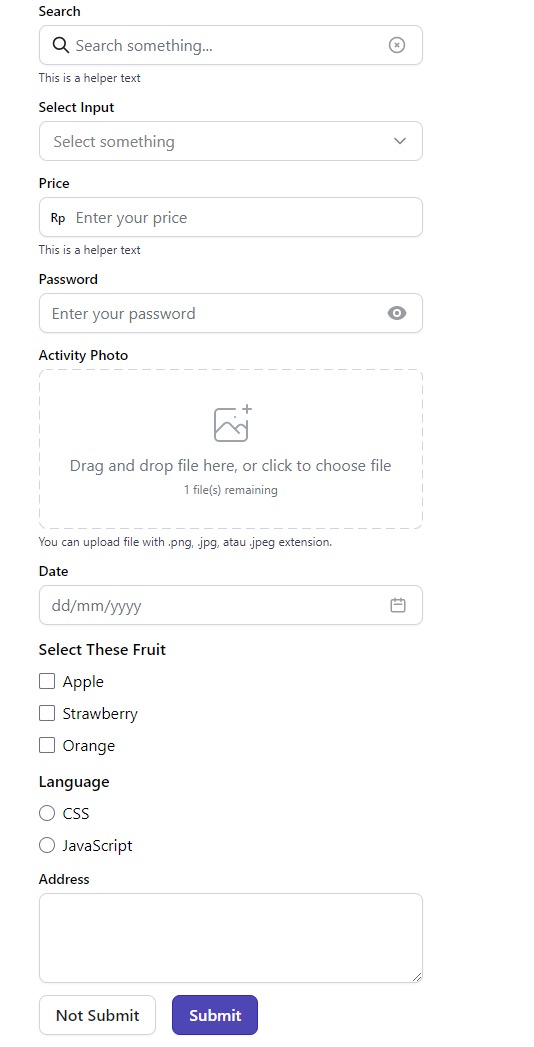 Search
Search something...
This is a helper text
Select Input
Select something
Price
Rp Enter your price
This is a helper text
Password
Enter your password
Activity Photo
Drag and drop file here, or click to choose file
1 file(s) remaining
You can upload file with .png, .jpg, atau .jpeg extension.
Date
dd/mm/yyyy
Select These Fruit
Apple
Strawberry
Orange
Language
CSS
JavaScript
Address
Not Submit Submit